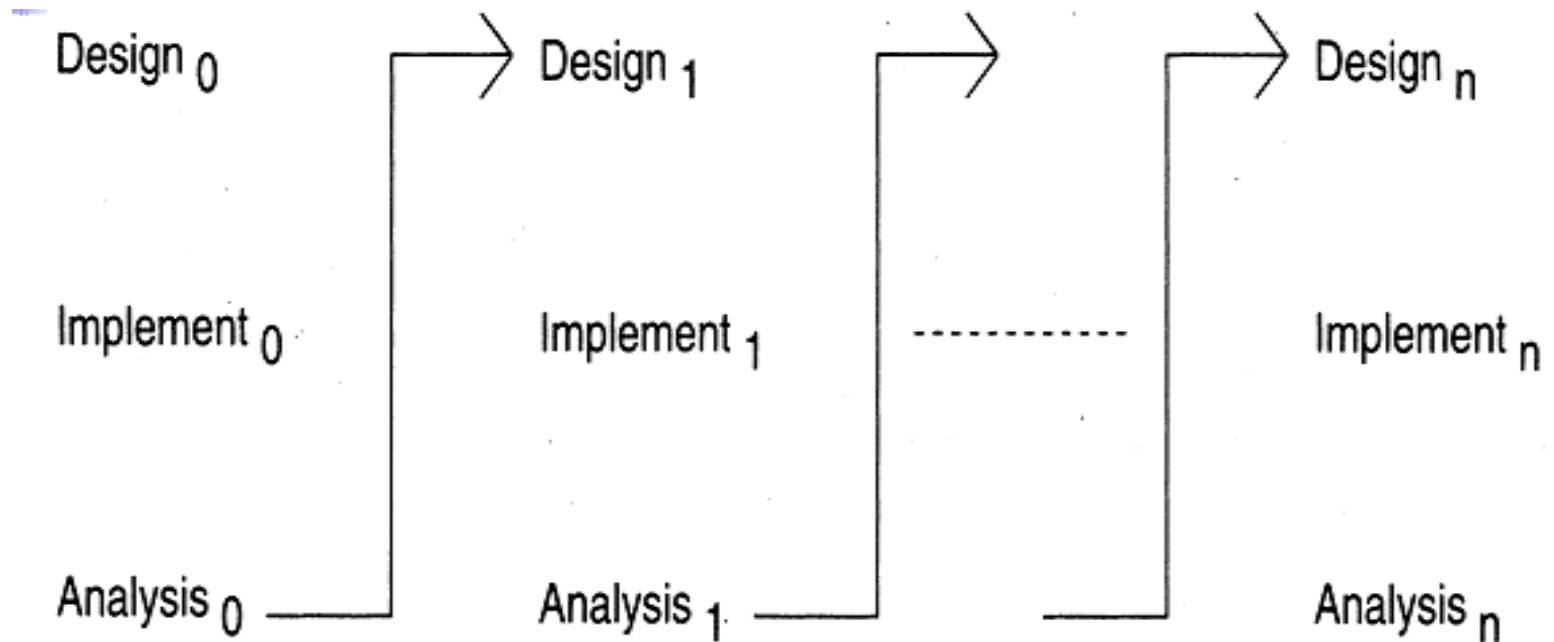 Design 0 Design 1 Design n
Implement 0 Implement 1 Implement n
Analysis 0 Analysis 1 Analysis n